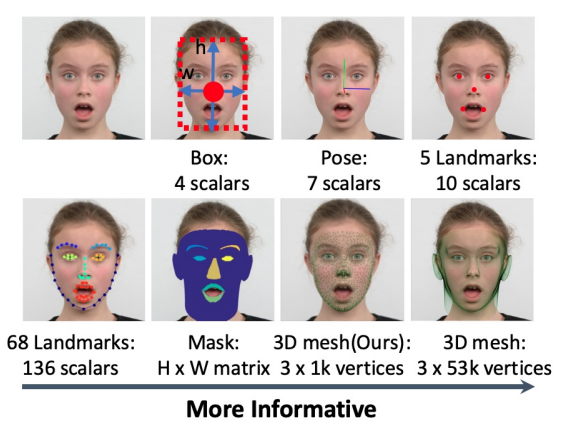 h
w
Box:
4 scalars
Pose:
7 scalars
5 Landmarks:
10 scalars
68 Landmarks:
136 scalars
Mask:
H x W matrix
3D mesh(Ours):
3 x 1k vertices
3D mesh:
3 x 53k vertices
More Informative